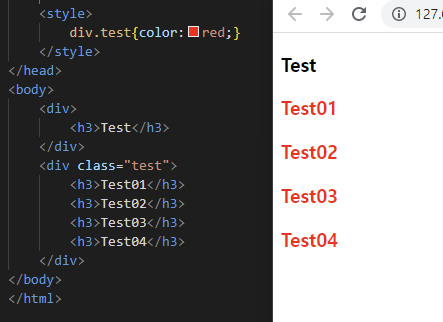 <style>
div.test{color:red;}
</style>
</head>
<body>
<div>
<h3>Test</h3>
</div>
<div class="test">
<h3>Test01</h3>
<h3>Test02</h3>
<h3>Test03</h3>
<h3>Test04</h3>
</div>
</body>
</html>
127.0
Test
Test01
Test02
Test03
Test04